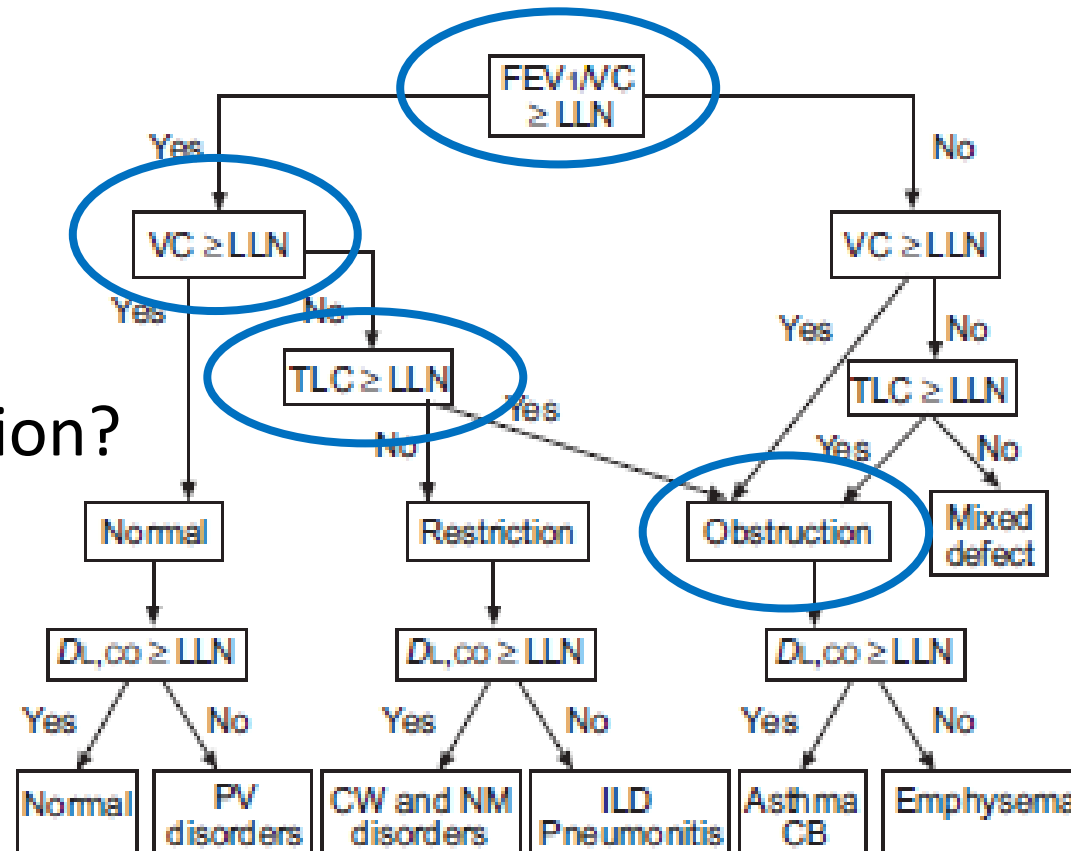 FEV1/VC
≥ LLN
Yes
No
VC ≥ LLN
VC ≥ LLN
Yes
No
Yes
No
TLC ≥ LLN
TLC ≥ LLN
ion?
No
Yes
Yes
No
Normal
Restriction
Obstruction
Mixed
defect
DL,CO ≥ LLN
DL,CO ≥ LLN
DL,CO ≥ LLN
Yes
No
Yes
No
Yes
No
Normal
PV
disorders
CW and NM
disorders
ILD
Pneumonitis
Asthma
CB
Emphysema